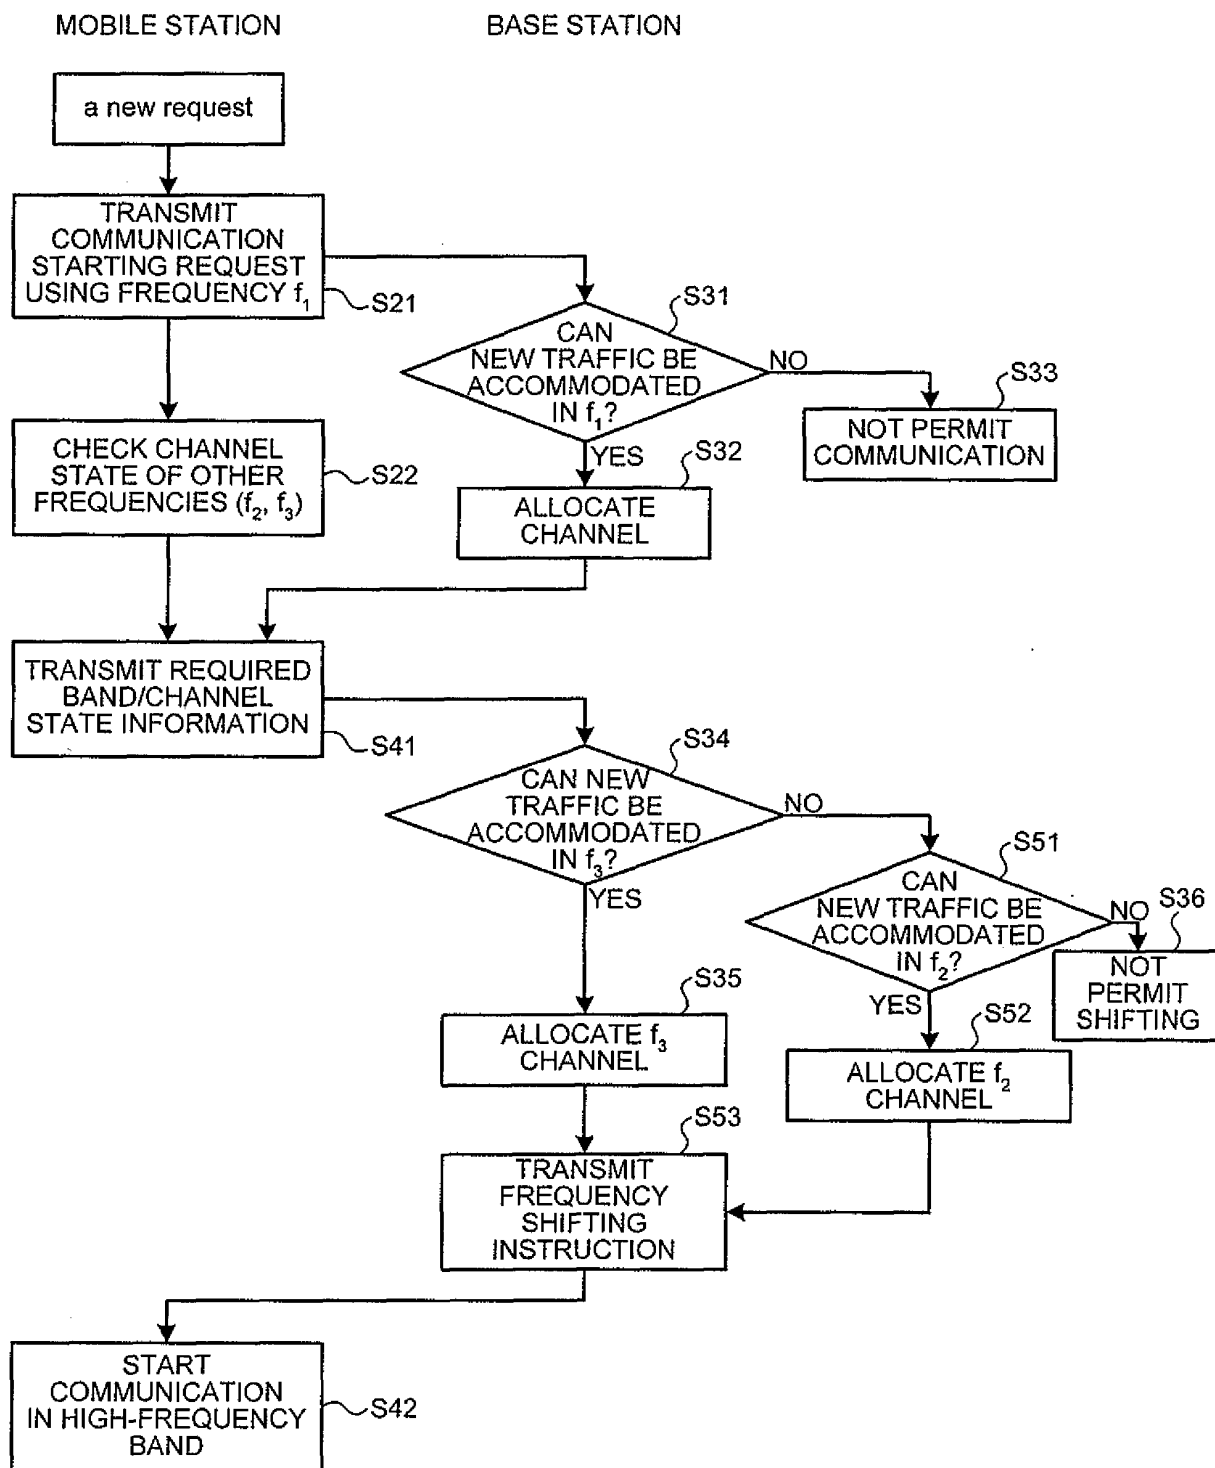 MOBILE STATION
BASE STATION
a new request
TRANSMIT
COMMUNICATION
STARTING REQUEST
USING FREQUENCY f₁
S21
S31
CAN
NEW TRAFFIC BE
ACCOMMODATED
IN f₁?
NO
S33
NOT PERMIT
COMMUNICATION
YES
S32
CHECK CHANNEL
STATE OF OTHER
FREQUENCIES (f₂, f₃)
S22
ALLOCATE
CHANNEL
TRANSMIT REQUIRED
BAND/CHANNEL
STATE INFORMATION
S41
S34
CAN NEW
TRAFFIC BE
ACCOMMODATED
IN f₃?
NO
YES
S51
CAN
NEW TRAFFIC BE
ACCOMMODATED
IN f₂?
NO
S36
NOT
PERMIT
SHIFTING
YES
S35
ALLOCATE f₃
CHANNEL
S52
ALLOCATE f₂
CHANNEL
S53
TRANSMIT
FREQUENCY
SHIFTING
INSTRUCTION
START
COMMUNICATION
IN HIGH-FREQUENCY
BAND
S42